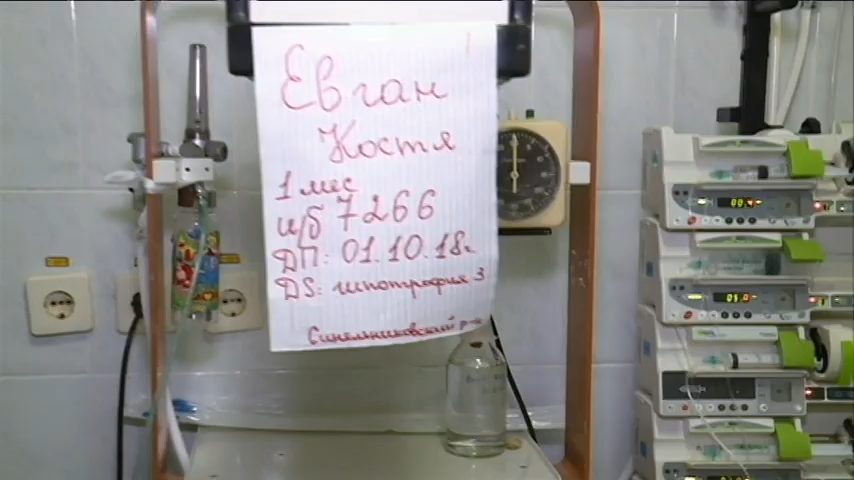 Евган
Костя
1 мес
и/б 7266
ДП: 01.10.18г.
DS: гипотрофия 3
Синельниковский р-н